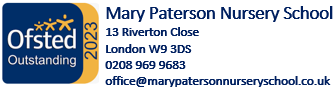 Ofsted
Outstanding
2023
Mary Paterson Nursery School
13 Riverton Close
London W9 3DS
0208 969 9683
office@marypatersonnurseryschool.co.uk